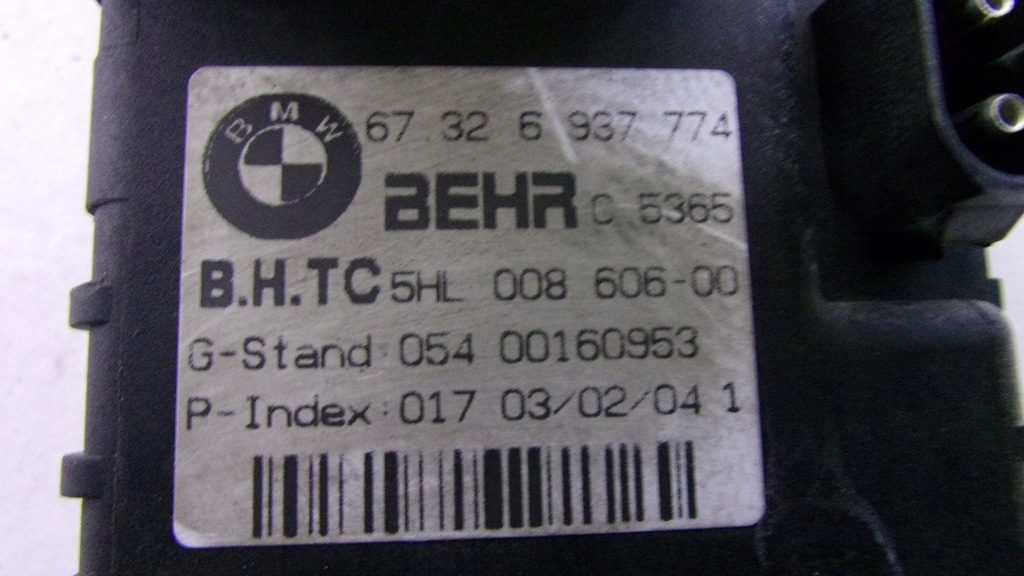 BMW 67 32 6 937 774
BEHR C 5365
B.H.TC 5HL 008 606-00
G-Stand:054 00160953
P-Index:017 03/02/04 1